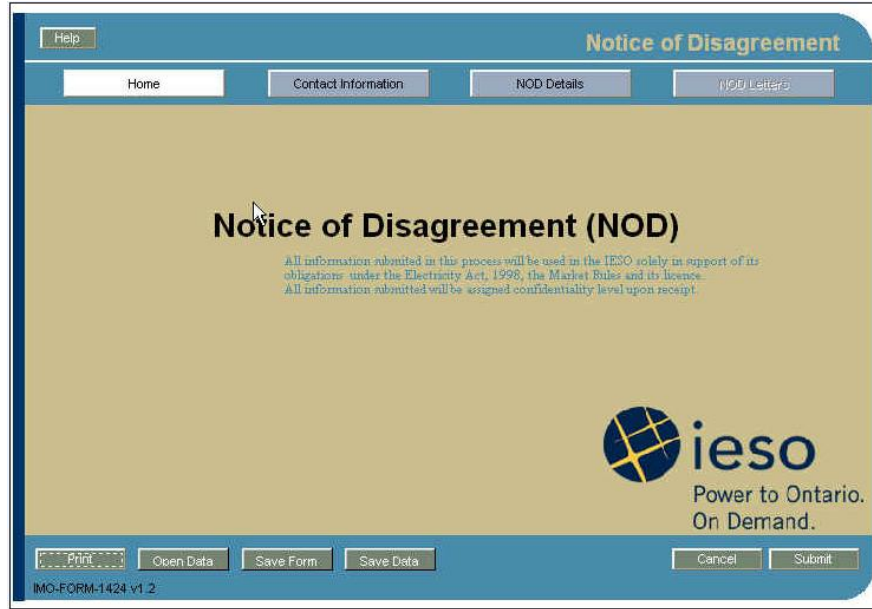 Help
Notice of Disagreement
Home
Contact Information
NOD Details
NOD Letters
Notice of Disagreement (NOD)
All information submited in this process will be used in the IESO solely in support of its
obligations under the Electricity Act, 1998, the Market Rules and its licence.
All information submitted will be assigned confidentiality level upon receipt.
ieso
Power to Ontario.
On Demand.
Print
Open Data
Save Form
Save Data
Cancel
Submit
IMO-FORM-1424 v1.2